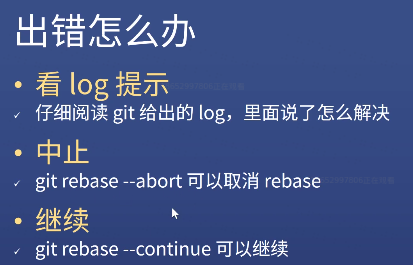 出错怎么办
• 看 log 提示
✓ 仔细阅读 git 给出的 log，里面说了怎么解决
• 中止
✓ git rebase --abort 可以取消 rebase
• 继续
✓ git rebase --continue 可以继续